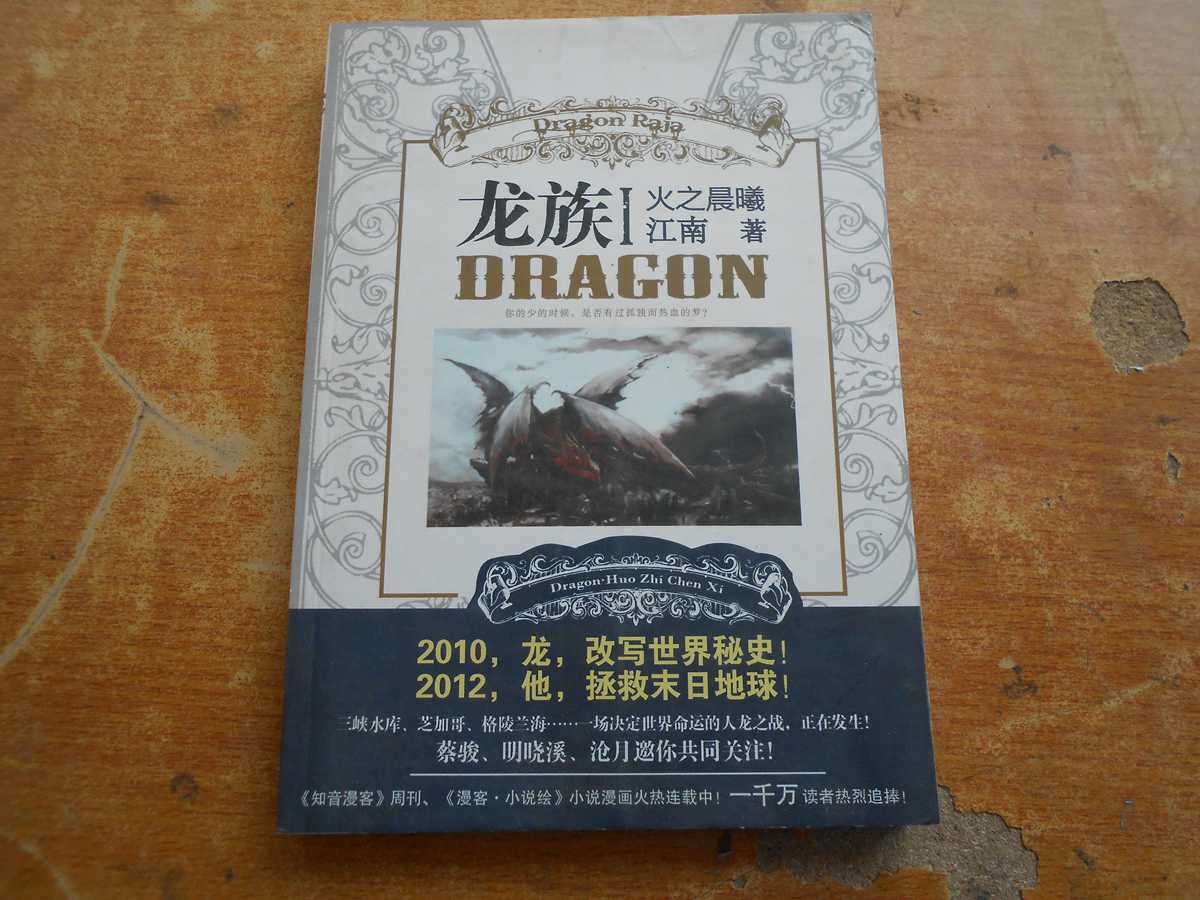 Dragon Raja
龙族I 火之晨曦
江南 著
DRAGON
你的少的时候，是否有过孤独而热血的梦？
Dragon·Huo Zhi Chen Xi
2010，龙，改写世界秘史！
2012，他，拯救末日地球！
三峡水库、芝加哥、格陵兰海……一场决定世界命运的人龙之战，正在发生！
蔡骏、明晓溪、沧月邀你共同关注！
《知音漫客》周刊、《漫客·小说绘》小说漫画火热连载中！一千万读者热烈追捧！